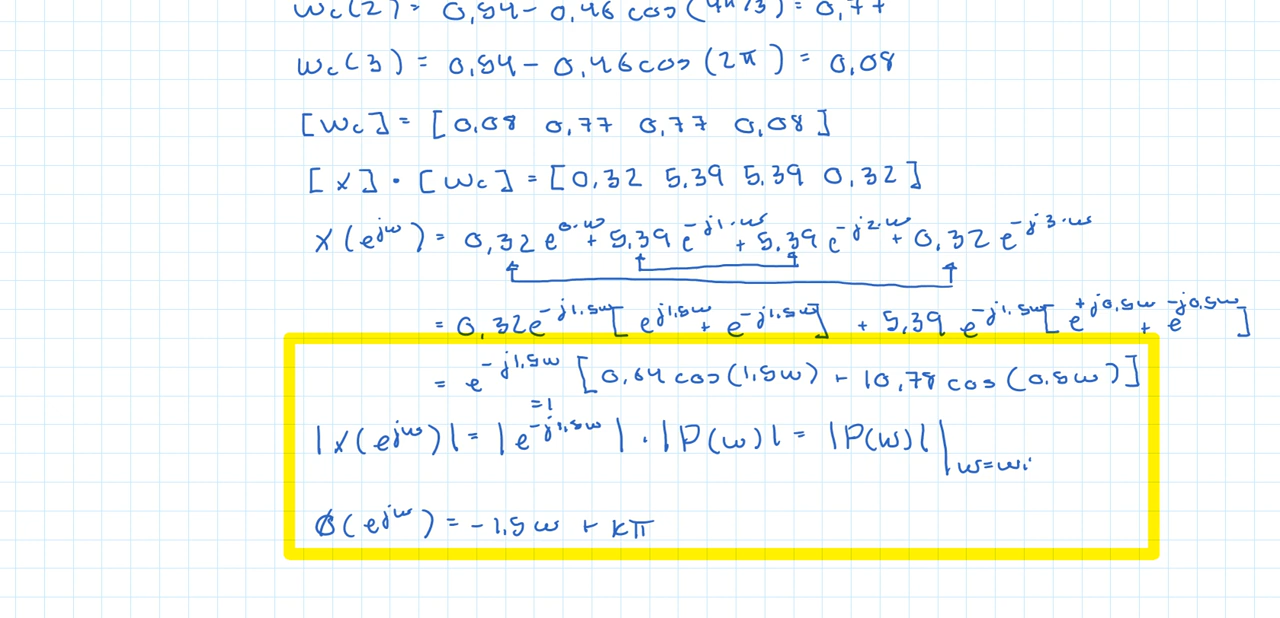 wc(2) = 0,54 - 0,46 cos(4π/3) = 0,77
wc(3) = 0,54 - 0,46 cos(2π) = 0,08
[wc] = [0,08 0,77 0,77 0,08]
[x] · [wc] = [0,32 5,39 5,39 0,32]
X(e^jω) = 0,32 e^0·ω + 5,39 e^-j1·ω + 5,39 e^-j2·ω + 0,32 e^-j3·ω
= 0,32e^-j1,5ω [e^j1,5ω + e^-j1,5ω] + 5,39 e^-j1,5ω [e^+j0,5ω + e^-j0,5ω]
= e^-j1,5ω [0,64 cos(1,5ω) + 10,78 cos(0,5ω)]
=1
|X(e^jω)| = |e^-j1,5ω| · |P(ω)| = |P(ω)| |ω=ωi
Ø(e^jω) = -1,5ω + kπ